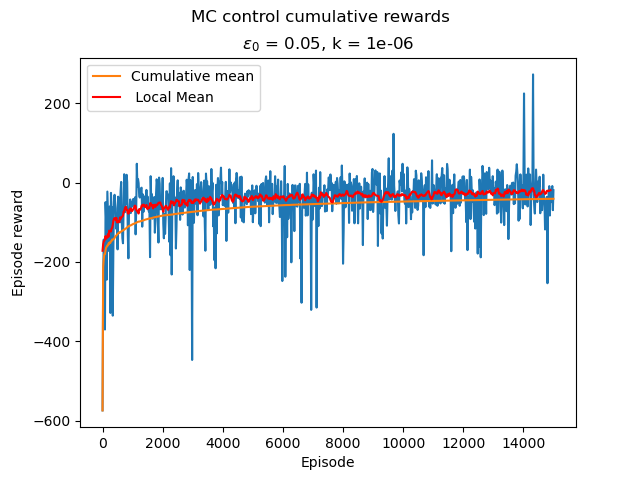 MC control cumulative rewards
ε₀ = 0.05, k = 1e-06
Cumulative mean
Local Mean
Episode reward
200
0
−200
−400
−600
0 2000 4000 6000 8000 10000 12000 14000
Episode